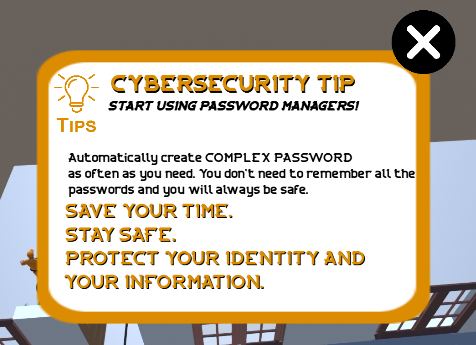 CYBERSECURITY TIP
START USING PASSWORD MANAGERS!
TIPS
Automatically create COMPLEX PASSWORD
as often as you need. You don't need to remember all the
passwords and you will always be safe.
SAVE YOUR TIME.
STAY SAFE.
PROTECT YOUR IDENTITY AND
YOUR INFORMATION.